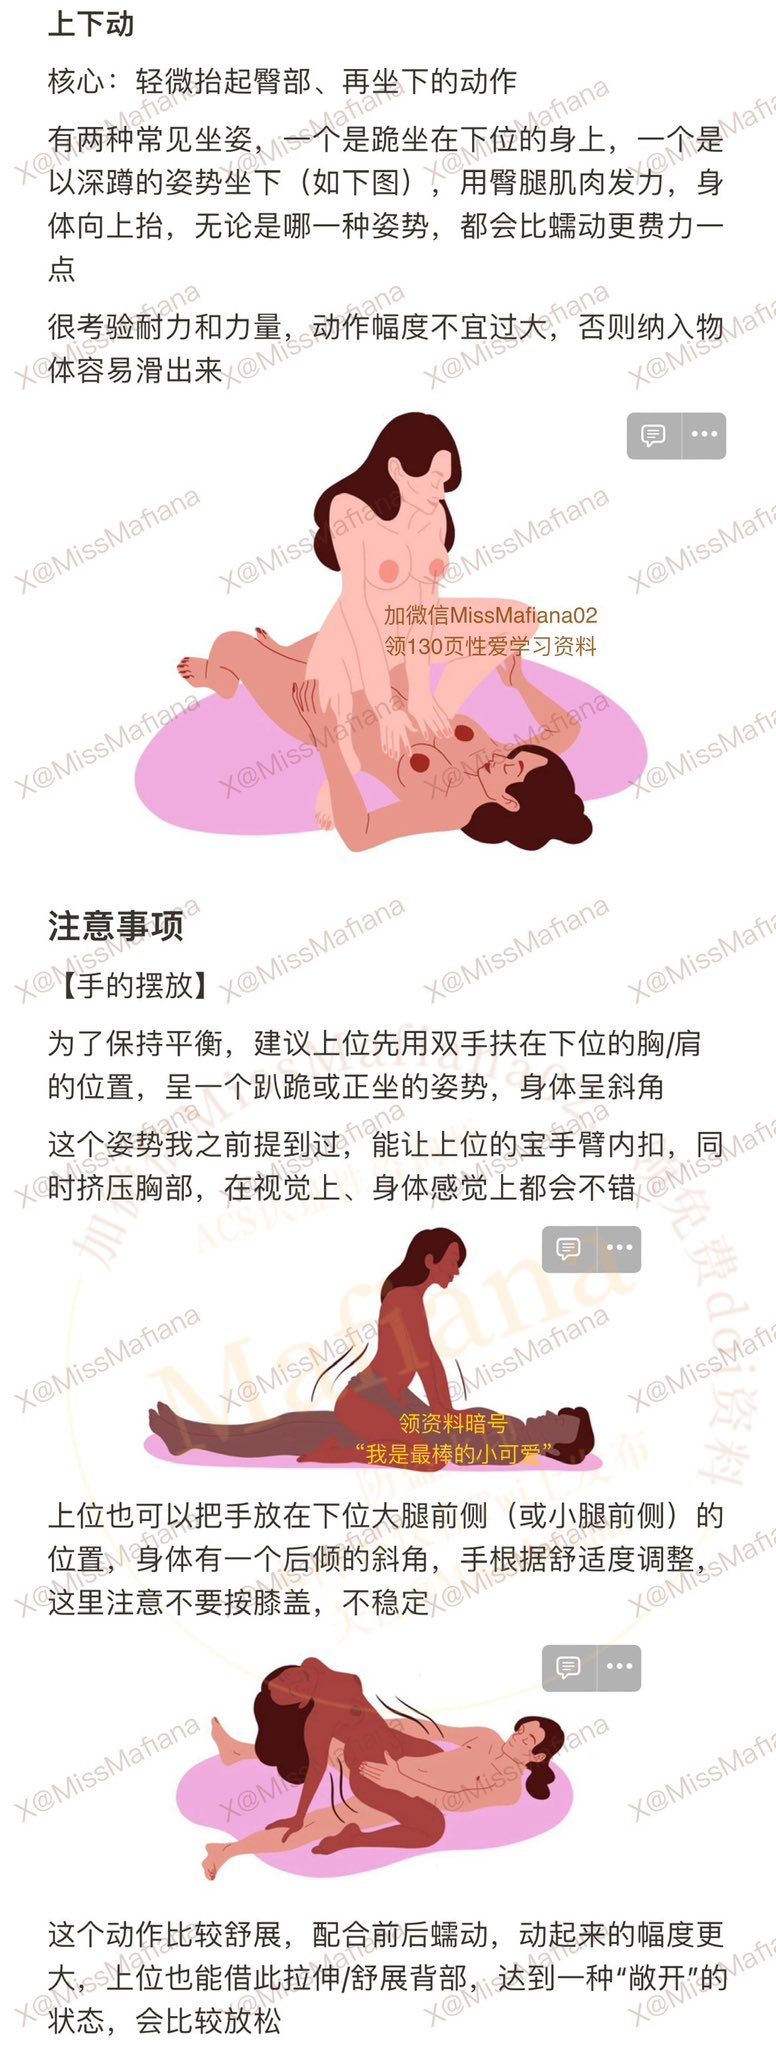 上下动
核心：轻微抬起臀部、再坐下的动作
有两种常见坐姿，一个是跪坐在下位的身上，一个是
以深蹲的姿势坐下（如下图），用臀腿肌肉发力，身
体向上抬，无论是哪一种姿势，都会比蠕动更费力一
点
很考验耐力和力量，动作幅度不宜过大，否则纳入物
体容易滑出来
加微信MissMafiana02
领130页性爱学习资料
注意事项
【手的摆放】
为了保持平衡，建议上位先用双手扶在下位的胸/肩
的位置，呈一个趴跪或正坐的姿势，身体呈斜角
这个姿势我之前提到过，能让上位的宝手臂内扣，同
时挤压胸部，在视觉上、身体感觉上都会不错
领资料暗号
“我是最棒的小可爱”
上位也可以把手放在下位大腿前侧（或小腿前侧）的
位置，身体有一个后倾的斜角，手根据舒适度调整，
这里注意不要按膝盖，不稳定
这个动作比较舒展，配合前后蠕动，动起来的幅度更
大，上位也能借此拉伸/舒展背部，达到一种“敞开”的
状态，会比较放松
X@MissMafiana
Mafiana